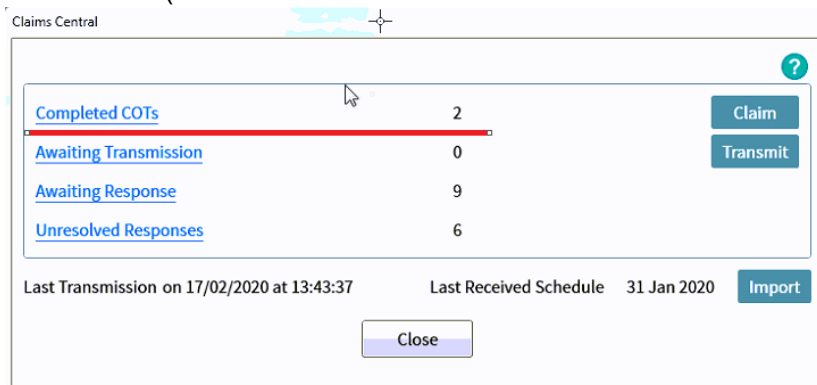 Claims Central
?
Completed COTs 2 Claim
Awaiting Transmission 0 Transmit
Awaiting Response 9
Unresolved Responses 6
Last Transmission on 17/02/2020 at 13:43:37 Last Received Schedule 31 Jan 2020 Import
Close